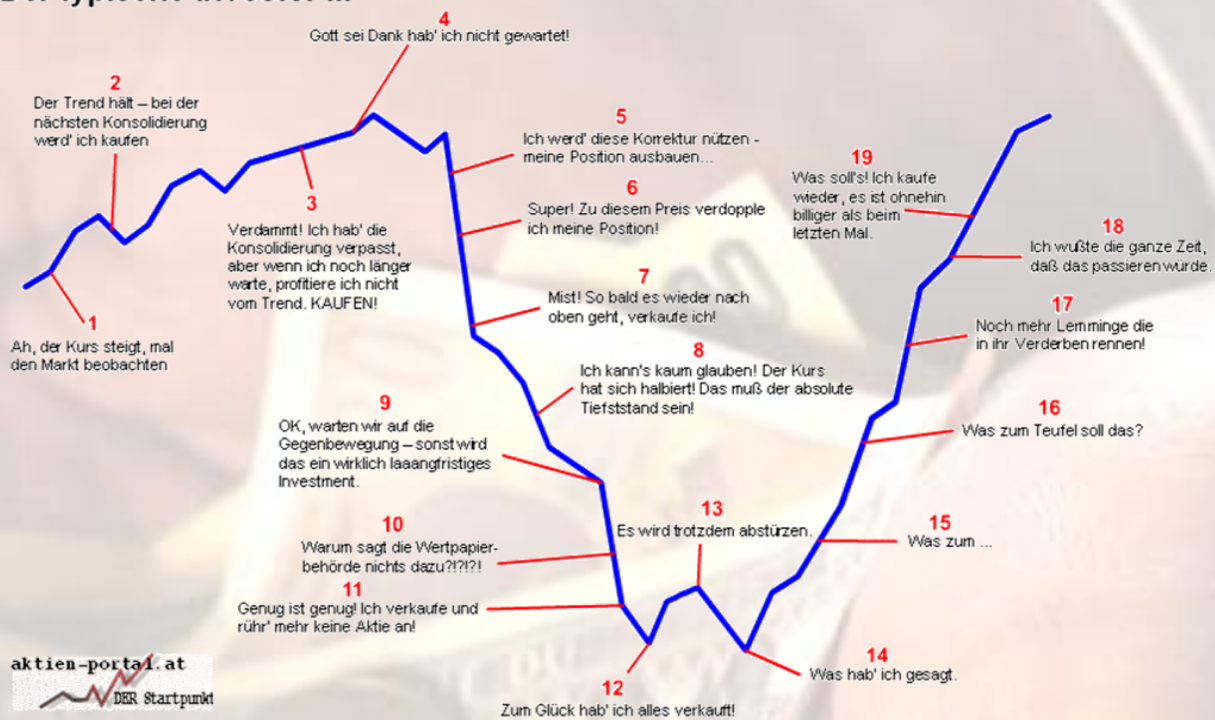 4
Gott sei Dank hab' ich nicht gewartet!
2
Der Trend hält – bei der
nächsten Konsolidierung
werd' ich kaufen
5
Ich werd' diese Korrektur nützen -
meine Position ausbauen...
19
Was soll's! Ich kaufe
wieder, es ist ohnehin
billiger als beim
letzten Mal.
6
Super! Zu diesem Preis verdopple
ich meine Position!
3
Verdammt! Ich hab' die
Konsolidierung verpasst,
aber wenn ich noch länger
warte, profitiere ich nicht
vom Trend. KAUFEN!
18
Ich wußte die ganze Zeit,
daß das passieren würde.
7
Mist! So bald es wieder nach
oben geht, verkaufe ich!
17
Noch mehr Lemminge die
in ihr Verderben rennen!
1
Ah, der Kurs steigt, mal
den Markt beobachten
8
Ich kann's kaum glauben! Der Kurs
hat sich halbiert! Das muß der absolute
Tiefststand sein!
9
OK, warten wir auf die
Gegenbewegung – sonst wird
das ein wirklich laaangfristiges
Investment.
16
Was zum Teufel soll das?
13
Es wird trotzdem abstürzen.
10
Warum sagt die Wertpapier-
behörde nichts dazu?!?!?!
15
Was zum ...
11
Genug ist genug! Ich verkaufe und
rühr' mehr keine Aktie an!
14
Was hab' ich gesagt.
12
Zum Glück hab' ich alles verkauft!
aktien-portal.at
DER Startpunkt